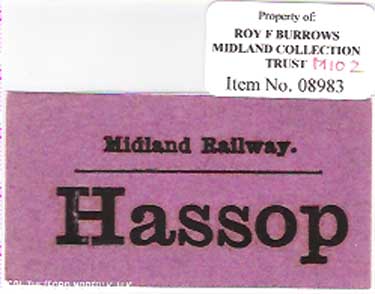 Property of:
ROY F BURROWS
MIDLAND COLLECTION
TRUST M102
Item No. 08983
Midland Railway.
Hassop